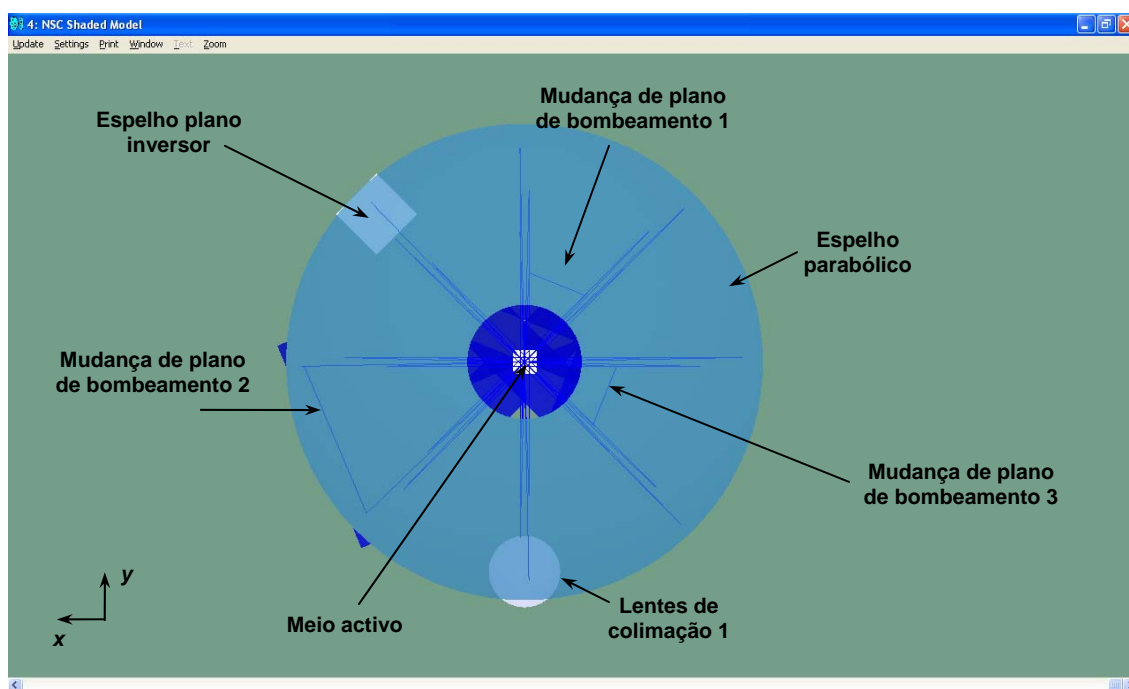 4: NSC Shaded Model
Update Settings Print Window Text Zoom
Mudança de plano
de bombeamento 1
Espelho plano
inversor
Espelho
parabólico
Mudança de plano
de bombeamento 2
Mudança de plano
de bombeamento 3
y
x
Meio activo
Lentes de
colimação 1